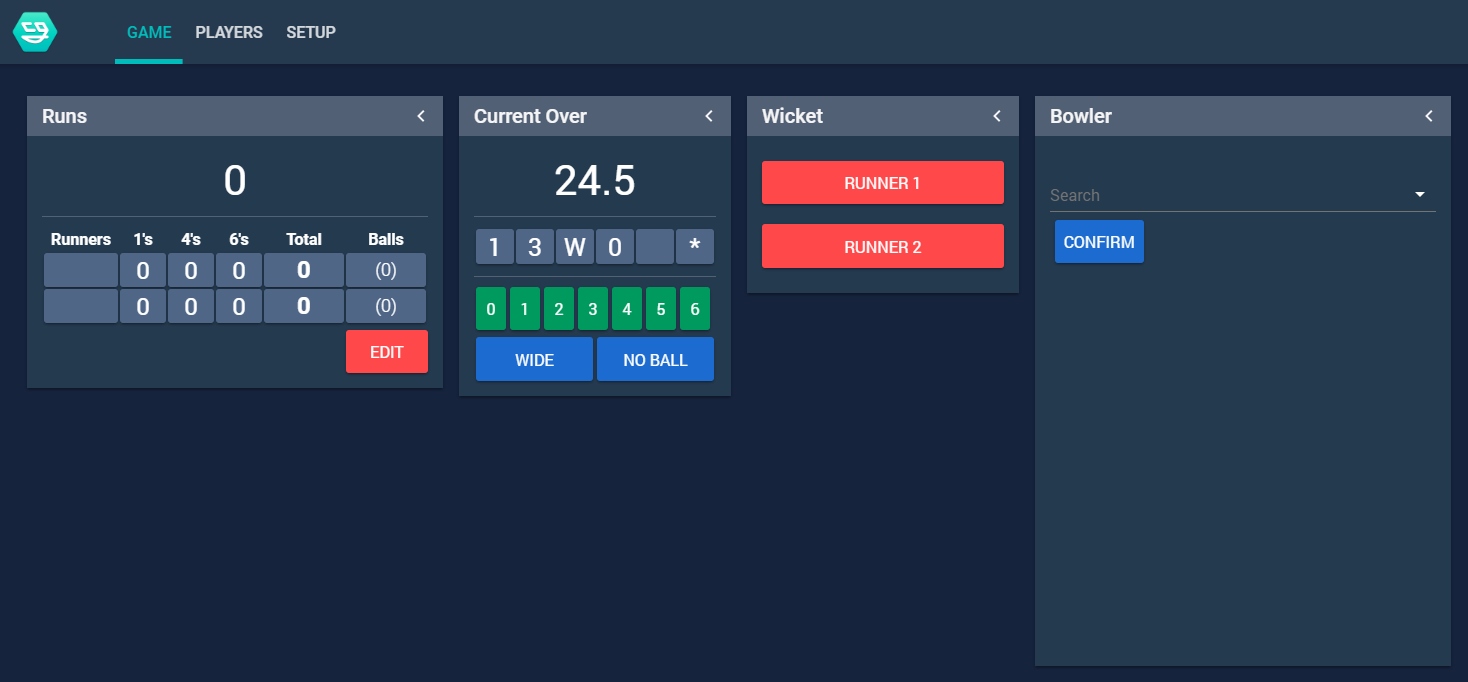 GAME PLAYERS SETUP
Runs
0
Runners 1's 4's 6's Total Balls
0 0 0 0 (0)
0 0 0 0 (0)
EDIT
Current Over
24.5
1 3 W 0 *
0 1 2 3 4 5 6
WIDE NO BALL
Wicket
RUNNER 1
RUNNER 2
Bowler
Search
CONFIRM